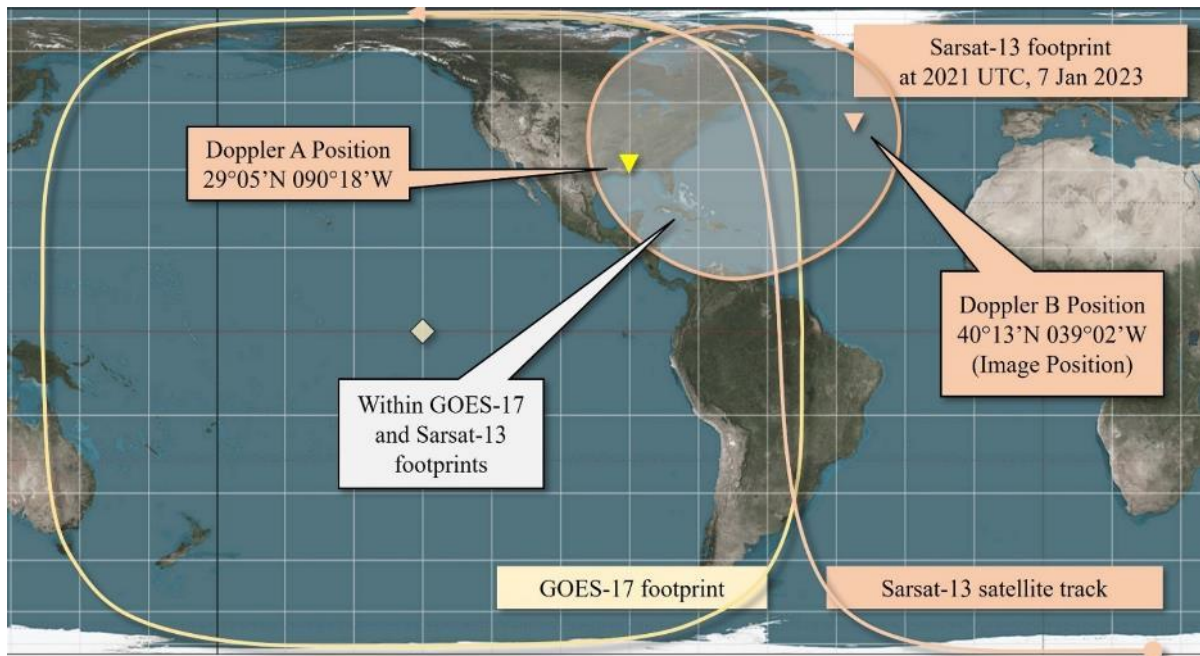 Sarsat-13 footprint
at 2021 UTC, 7 Jan 2023
Doppler A Position
29°05’N 090°18’W
Doppler B Position
40°13’N 039°02’W
(Image Position)
Within GOES-17
and Sarsat-13
footprints
GOES-17 footprint
Sarsat-13 satellite track